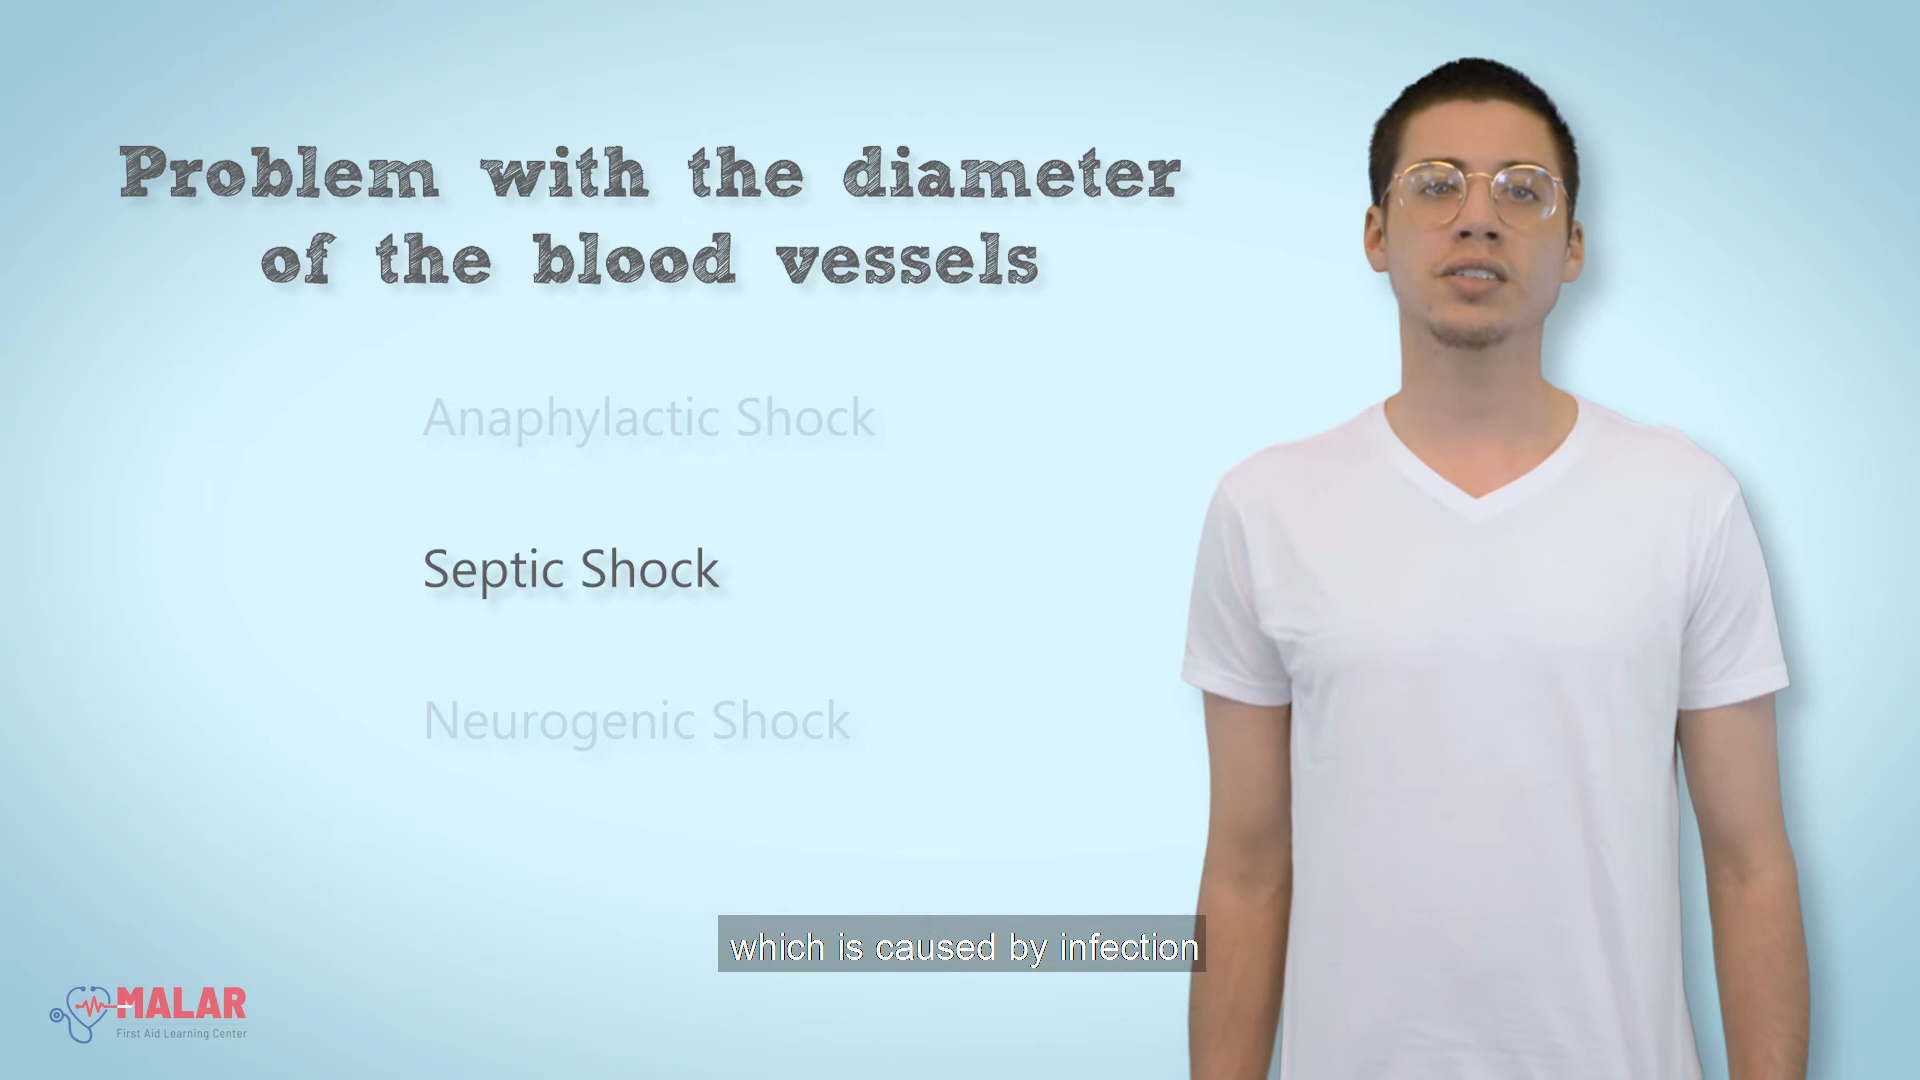 Problem with the diameter
of the blood vessels
Anaphylactic Shock
Septic Shock
Neurogenic Shock
which is caused by infection
MALAR
First Aid Learning Center